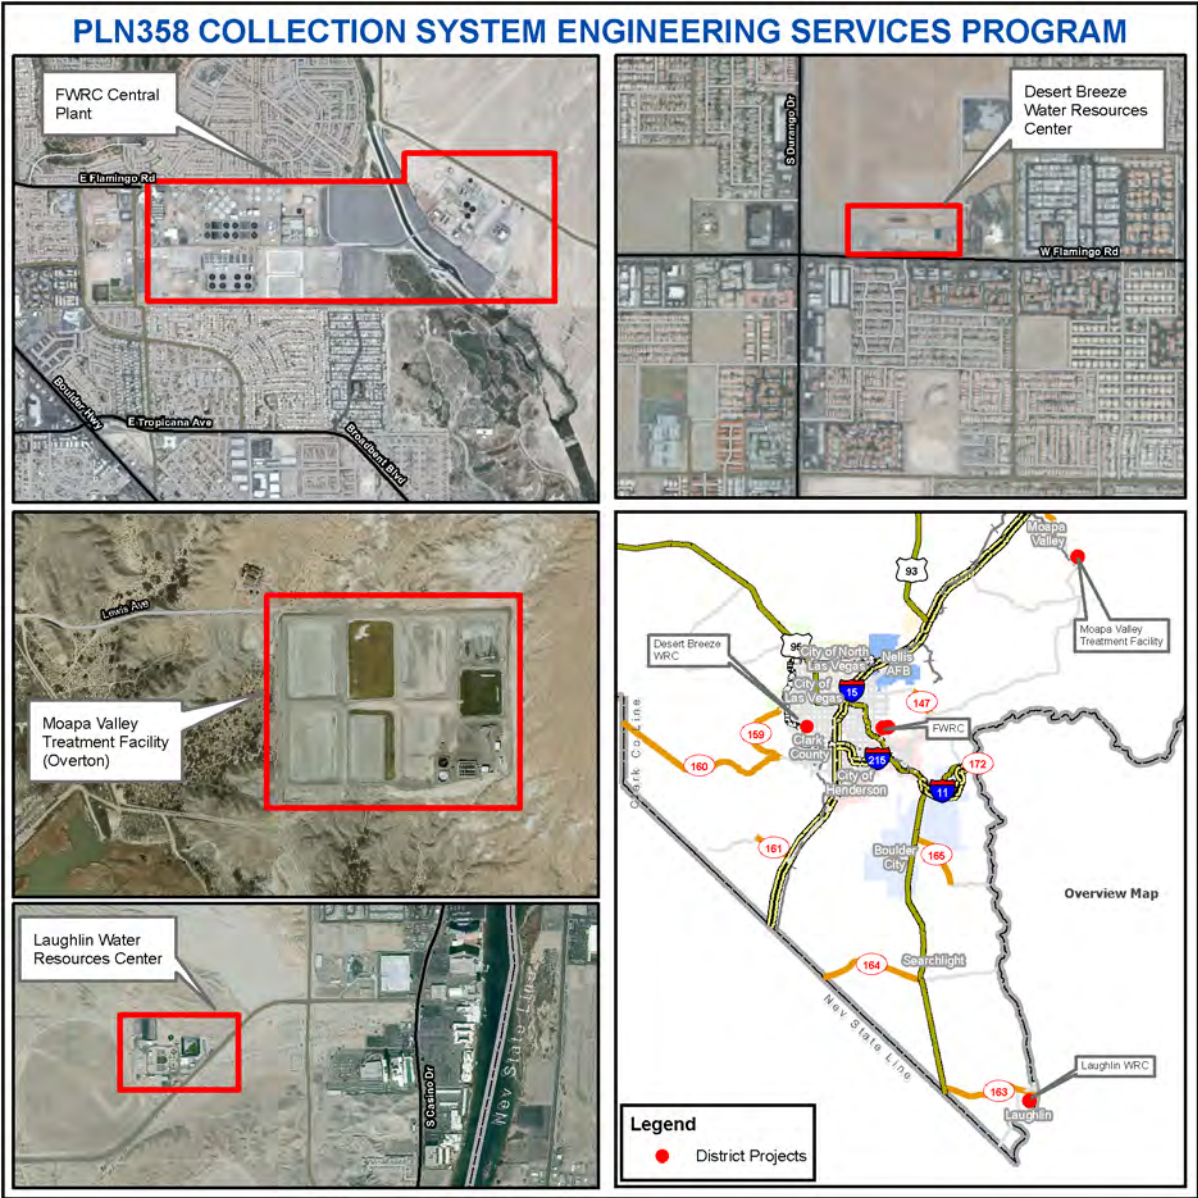 PLN358 COLLECTION SYSTEM ENGINEERING SERVICES PROGRAM
FWRC Central
Plant
E Flamingo Rd
Boulder Hwy
E Tropicana Ave
Broadbent Blvd
Desert Breeze
Water Resources
Center
S Durango Dr
W Flamingo Rd
Lewis Ave
Moapa Valley
Treatment Facility
(Overton)
Laughlin Water
Resources Center
S Casino Dr
Nev State Line
Moapa
Valley
93
Moapa Valley
Treatment Facility
Desert Breeze
WRC
95
City of North
Las Vegas
Nellis
AFB
City of
Las Vegas
15
147
FWRC
159
Clark
County
160
215
172
City of
Henderson
11
Clark Co Line
161
Boulder
City
165
Overview Map
164
Searchlight
Nev State Line
Laughlin WRC
163
Laughlin
Legend
District Projects